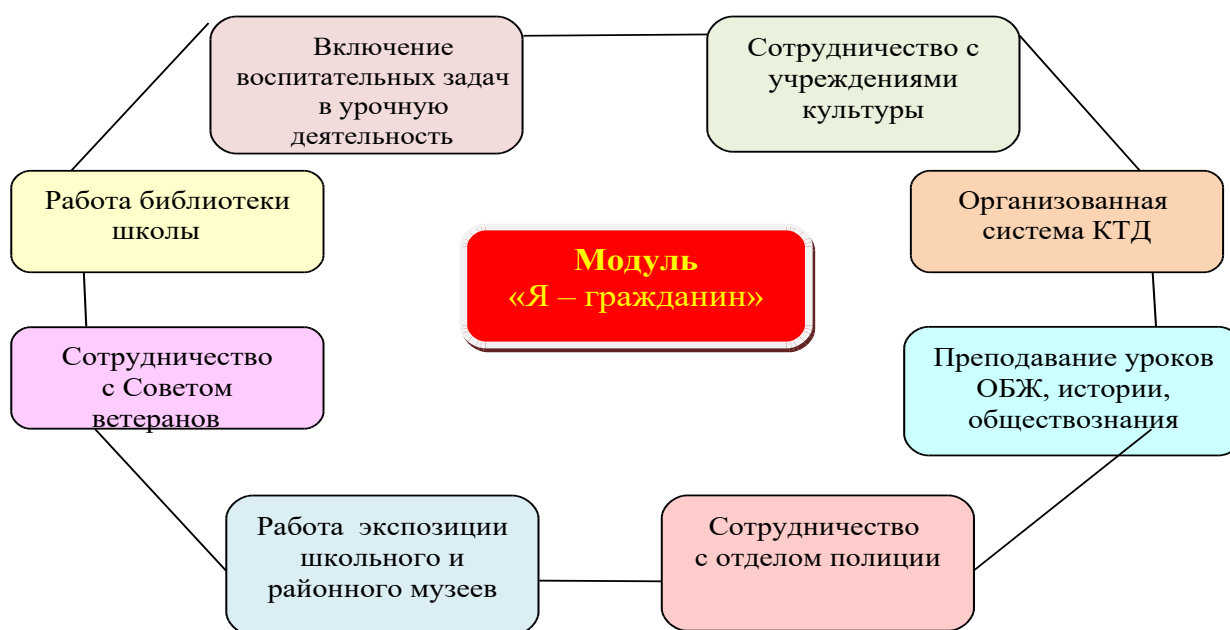 Включение
воспитательных задач
в урочную
деятельность
Сотрудничество с
учреждениями
культуры
Работа библиотеки
школы
Организованная
система КТД
Модуль
«Я – гражданин»
Сотрудничество
с Советом
ветеранов
Преподавание уроков
ОБЖ, истории,
обществознания
Работа экспозиции
школьного и
районного музеев
Сотрудничество
с отделом полиции